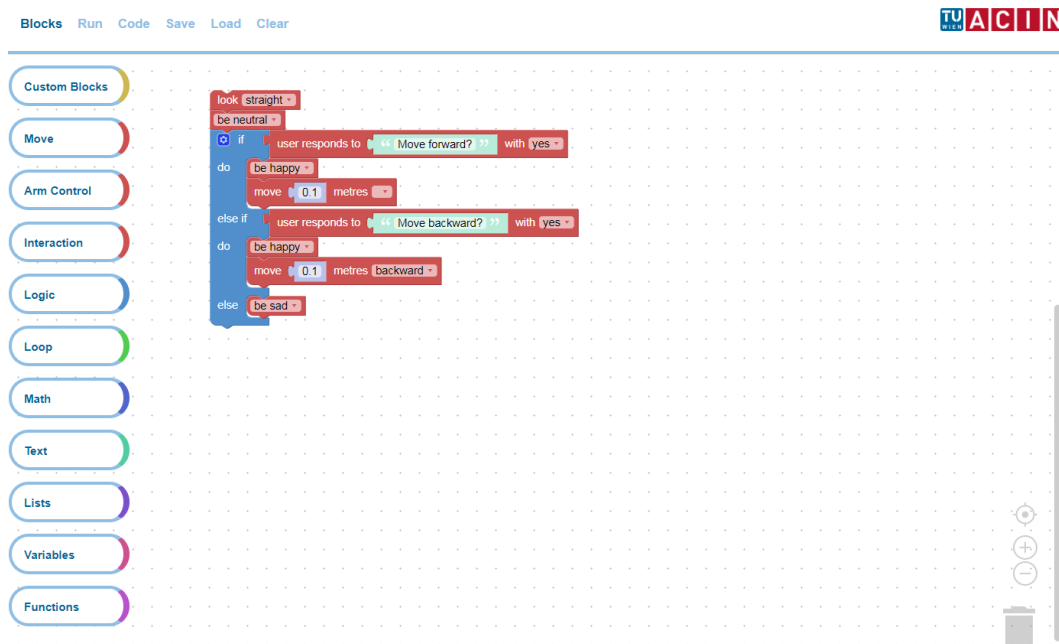 Blocks Run Code Save Load Clear
TU WIEN ACIN
Custom Blocks
Move
Arm Control
Interaction
Logic
Loop
Math
Text
Lists
Variables
Functions
look straight
be neutral
if user responds to “ Move forward? ” with yes
do be happy
move 0.1 metres
else if user responds to “ Move backward? ” with yes
do be happy
move 0.1 metres backward
else be sad